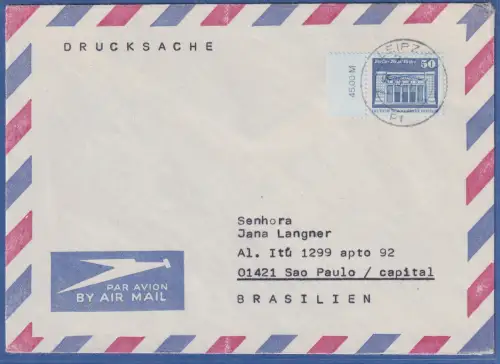 DRUCKSACHE
LEIPZ
45,00 M
50
Senhora
Jana Langner
Al. Itú 1299 apto 92
01421 Sao Paulo / capital
BRASILIEN
PAR AVION
BY AIR MAIL